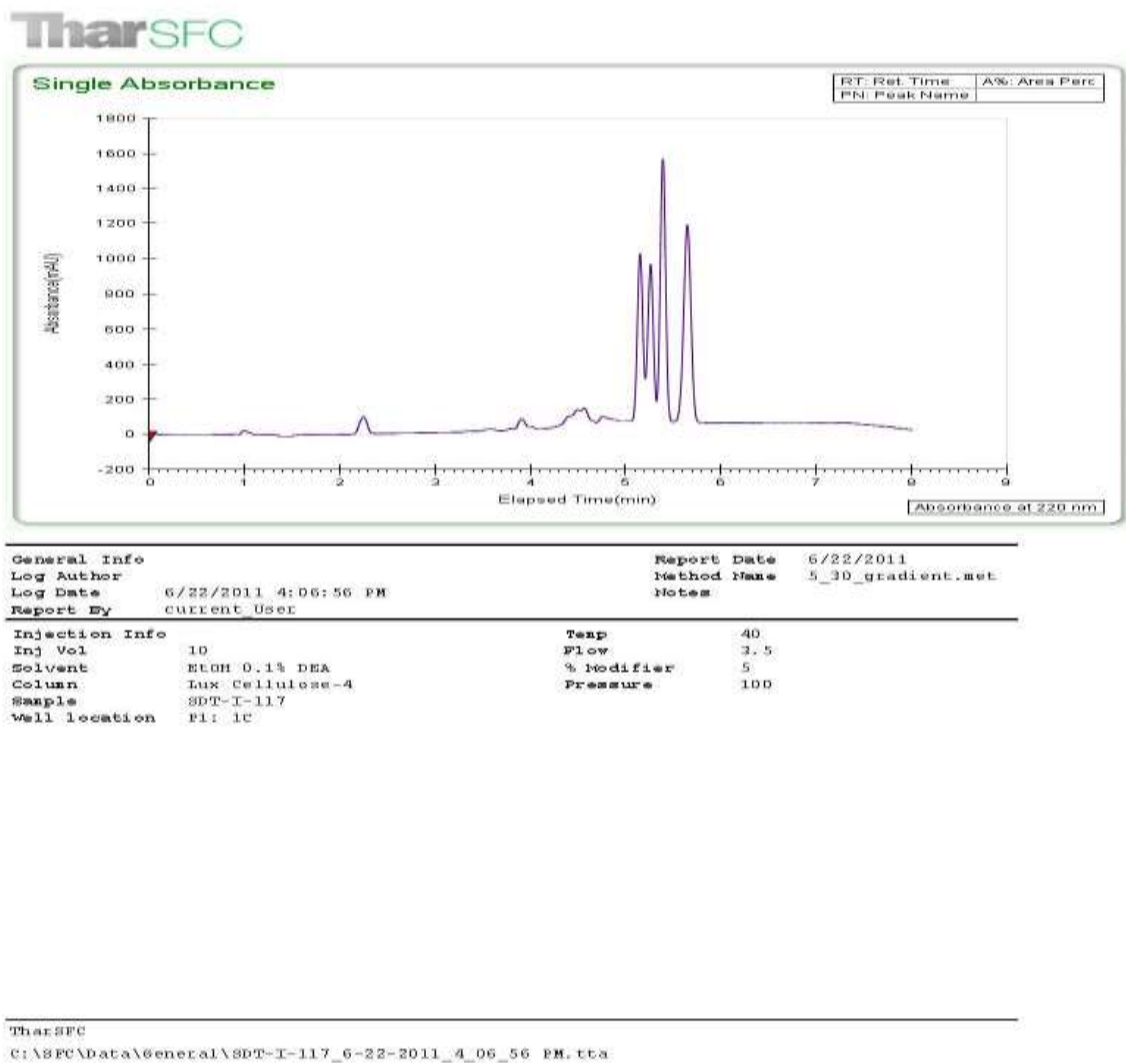 TharSFC
Single Absorbance
RT: Ret. Time A%: Area Perc
PN: Peak Name
1800
1600
1400
1200
1000
800
600
400
200
0
-200
0 1 2 3 4 5 6 7 8 9
Absorbance(mAU)
Elapsed Time(min)
Absorbance at 220 nm
General Info Report Date 6/22/2011
Log Author Method Name 5_30_gradient.met
Log Date 6/22/2011 4:06:56 PM Notes
Report By current_User
Injection Info Temp 40
Inj Vol 10 Flow 3.5
Solvent EtOH 0.1% DEA % Modifier 5
Column Lux Cellulose-4 Pressure 100
Sample SDT-I-117
Well location P1: 1C
TharSFC
C:\SFC\Data\General\SDT-I-117_6-22-2011_4_06_56 PM.tta